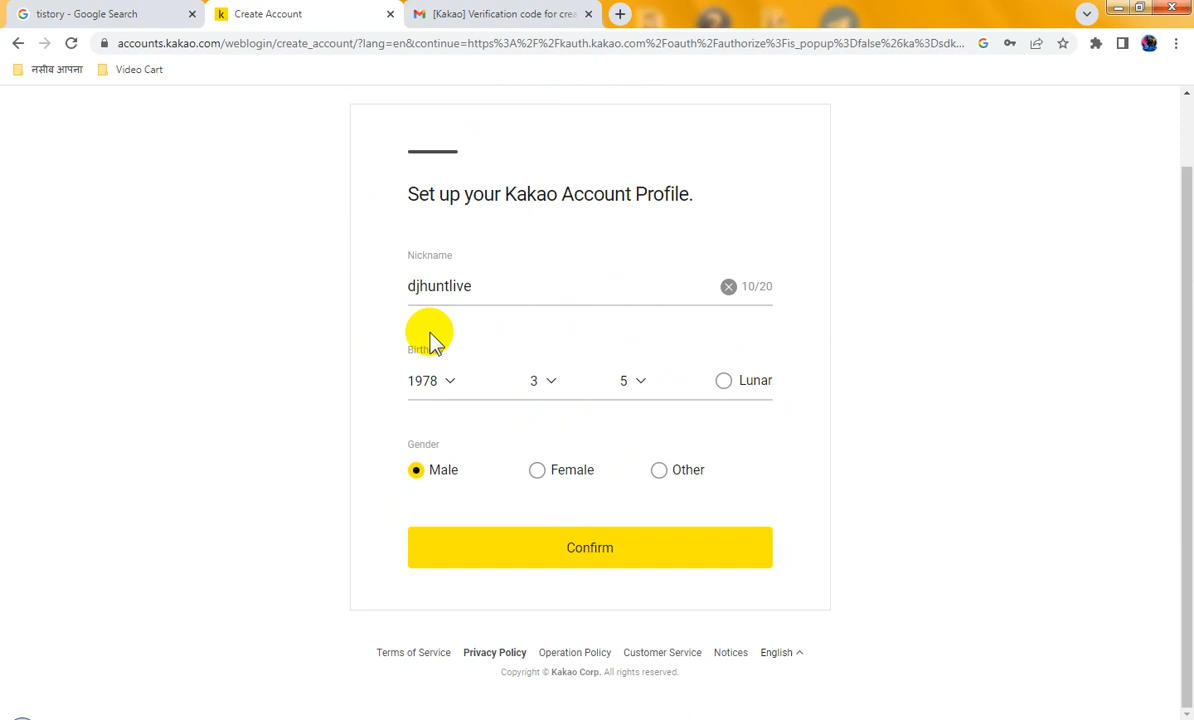 tistory - Google Search
Create Account
[Kakao] Verification code for crea
accounts.kakao.com/weblogin/create_account/?lang=en&continue=https%3A%2F%2Fkauth.kakao.com%2Foauth%2Fauthorize%3Fis_popup%3Dfalse%26ka%3Dsdk...
नसीब आपना
Video Cart
Set up your Kakao Account Profile.
Nickname
djhuntlive
10/20
Birth
1978 3 5 Lunar
Gender
Male Female Other
Confirm
Terms of Service Privacy Policy Operation Policy Customer Service Notices English
Copyright © Kakao Corp. All rights reserved.